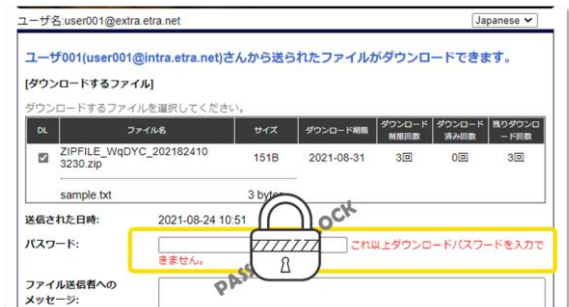 ユーザ名:user001@extra.etra.net
Japanese
ユーザ001(user001@intra.etra.net)さんから送られたファイルがダウンロードできます。
[ダウンロードするファイル]
ダウンロードするファイルを選択してください。
DL ファイル名 サイズ ダウンロード期限 ダウンロード制限回数 ダウンロード済み回数 残りダウンロード回数
ZIPFILE_WqDYC_202182410
3230.zip
151B 2021-08-31 3回 0回 3回
sample.txt 3 bytes
送信された日時: 2021-08-24 10:51
パスワード: これ以上ダウンロードパスワードを入力で
きません。
ファイル送信者への
メッセージ: